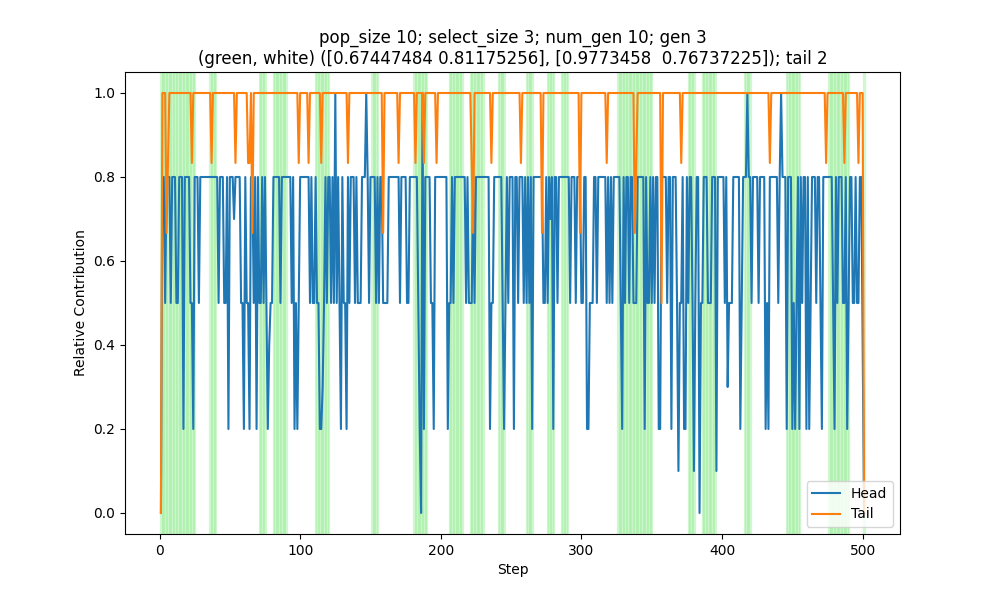 pop_size 10; select_size 3; num_gen 10; gen 3
(green, white) ([0.67447484 0.81175256], [0.9773458  0.76737225]); tail 2
1.0
0.8
0.6
0.4
0.2
0.0
Relative Contribution
0
100
200
300
400
500
Step
Head
Tail